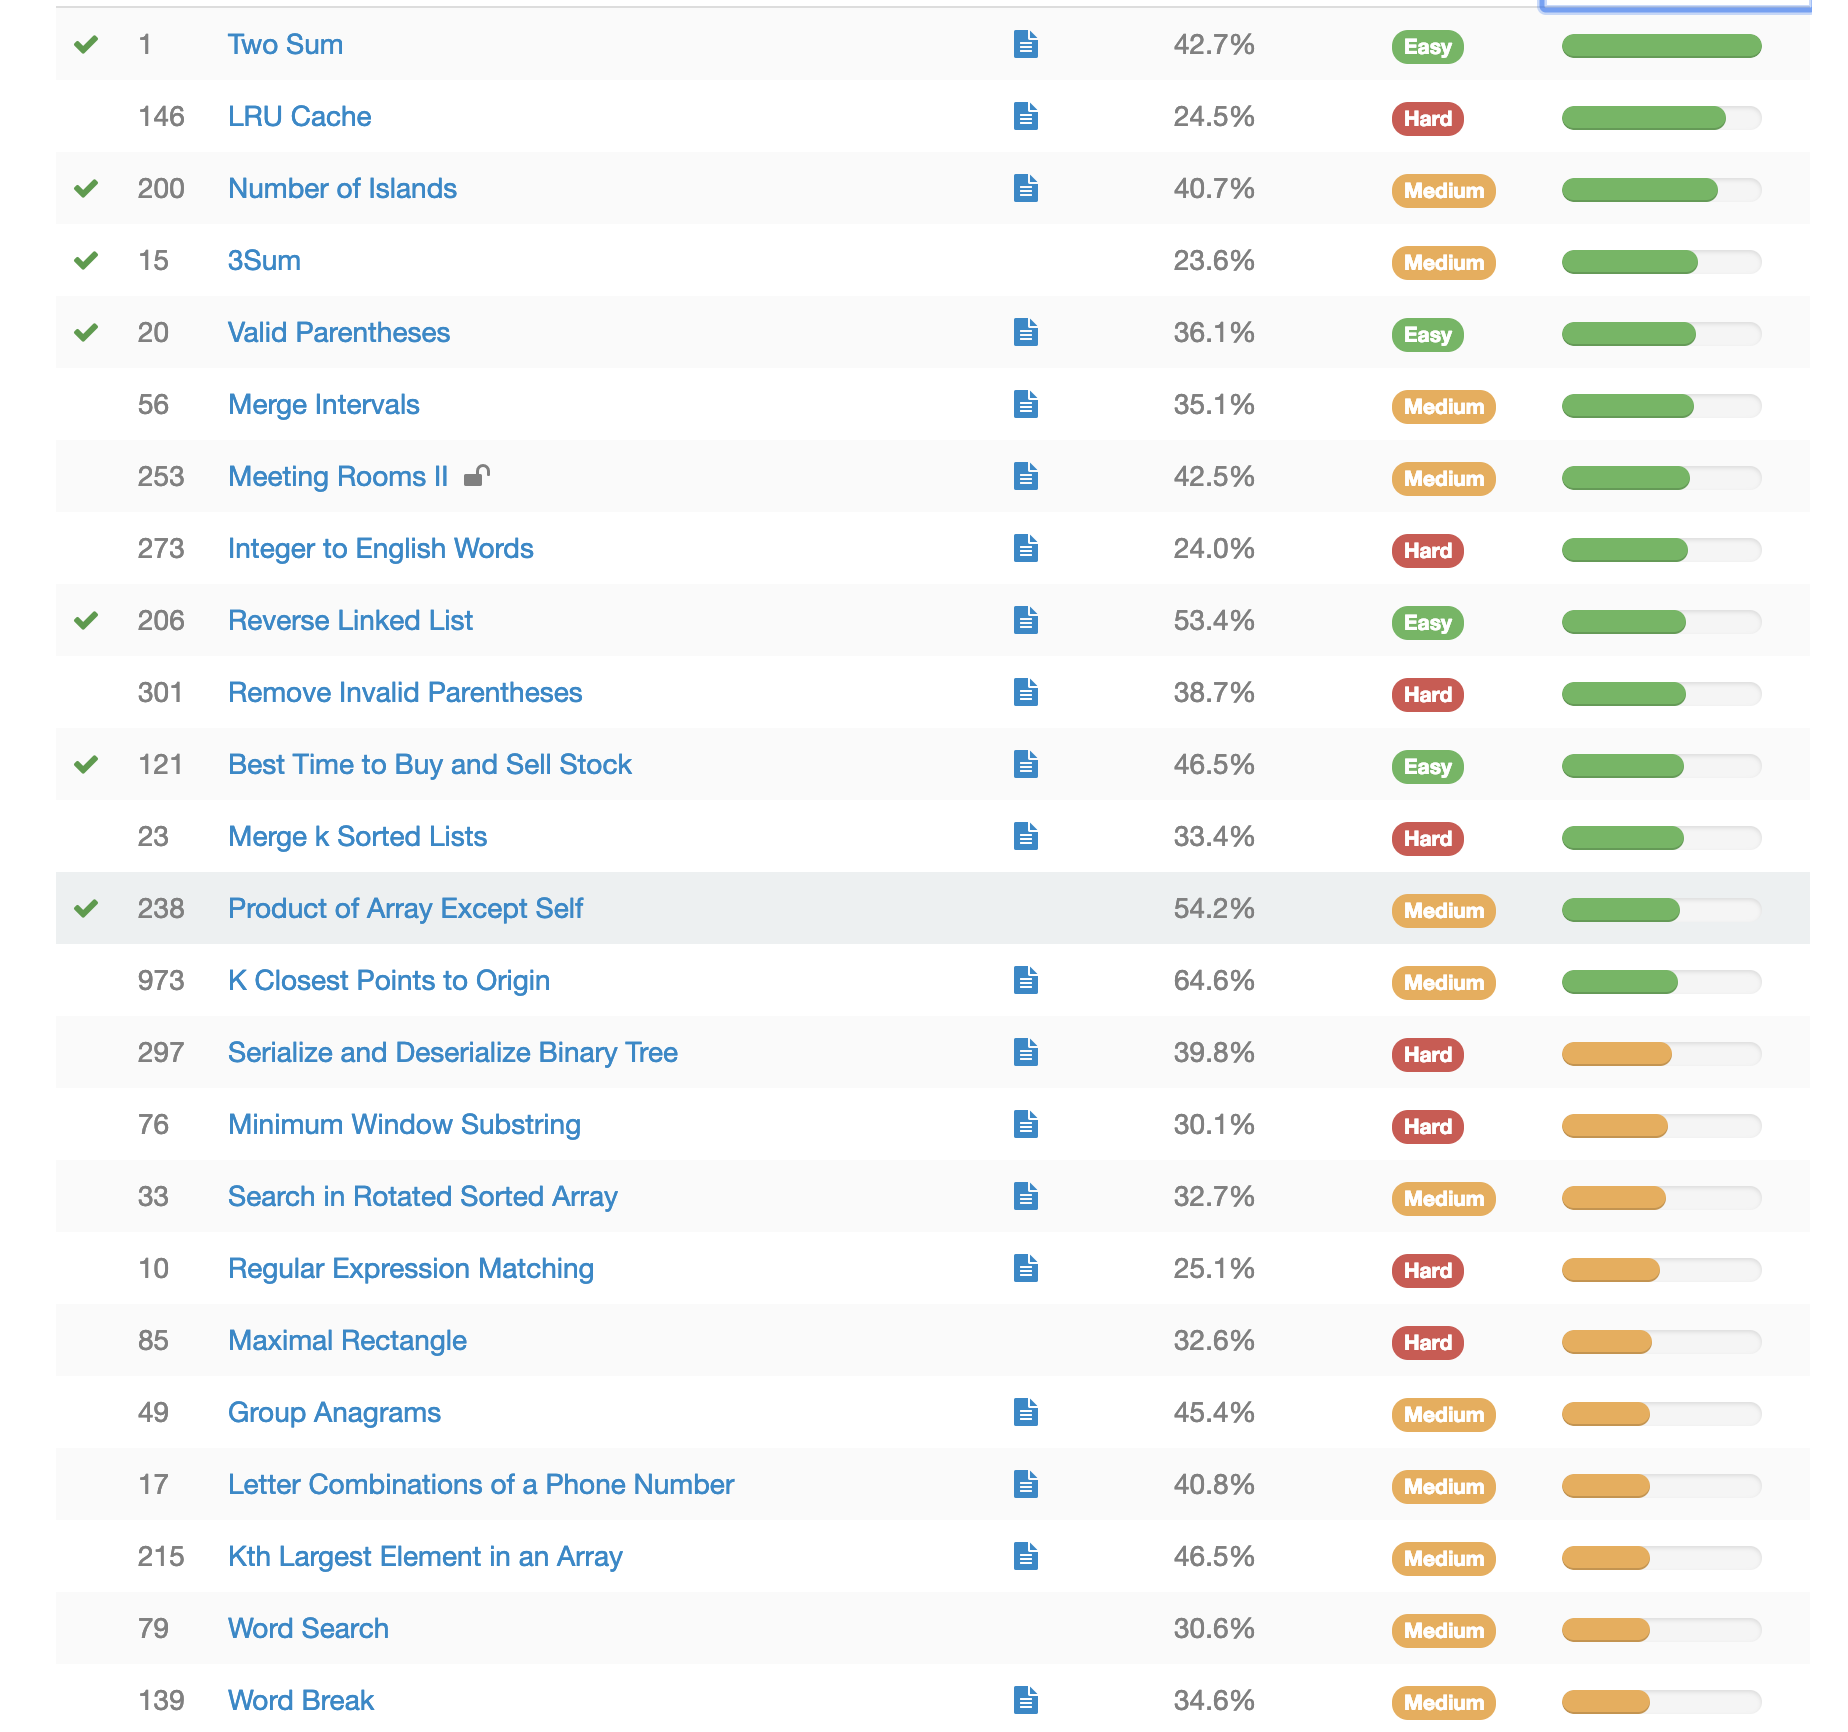 1 Two Sum 42.7% Easy
146 LRU Cache 24.5% Hard
200 Number of Islands 40.7% Medium
15 3Sum 23.6% Medium
20 Valid Parentheses 36.1% Easy
56 Merge Intervals 35.1% Medium
253 Meeting Rooms II 42.5% Medium
273 Integer to English Words 24.0% Hard
206 Reverse Linked List 53.4% Easy
301 Remove Invalid Parentheses 38.7% Hard
121 Best Time to Buy and Sell Stock 46.5% Easy
23 Merge k Sorted Lists 33.4% Hard
238 Product of Array Except Self 54.2% Medium
973 K Closest Points to Origin 64.6% Medium
297 Serialize and Deserialize Binary Tree 39.8% Hard
76 Minimum Window Substring 30.1% Hard
33 Search in Rotated Sorted Array 32.7% Medium
10 Regular Expression Matching 25.1% Hard
85 Maximal Rectangle 32.6% Hard
49 Group Anagrams 45.4% Medium
17 Letter Combinations of a Phone Number 40.8% Medium
215 Kth Largest Element in an Array 46.5% Medium
79 Word Search 30.6% Medium
139 Word Break 34.6% Medium